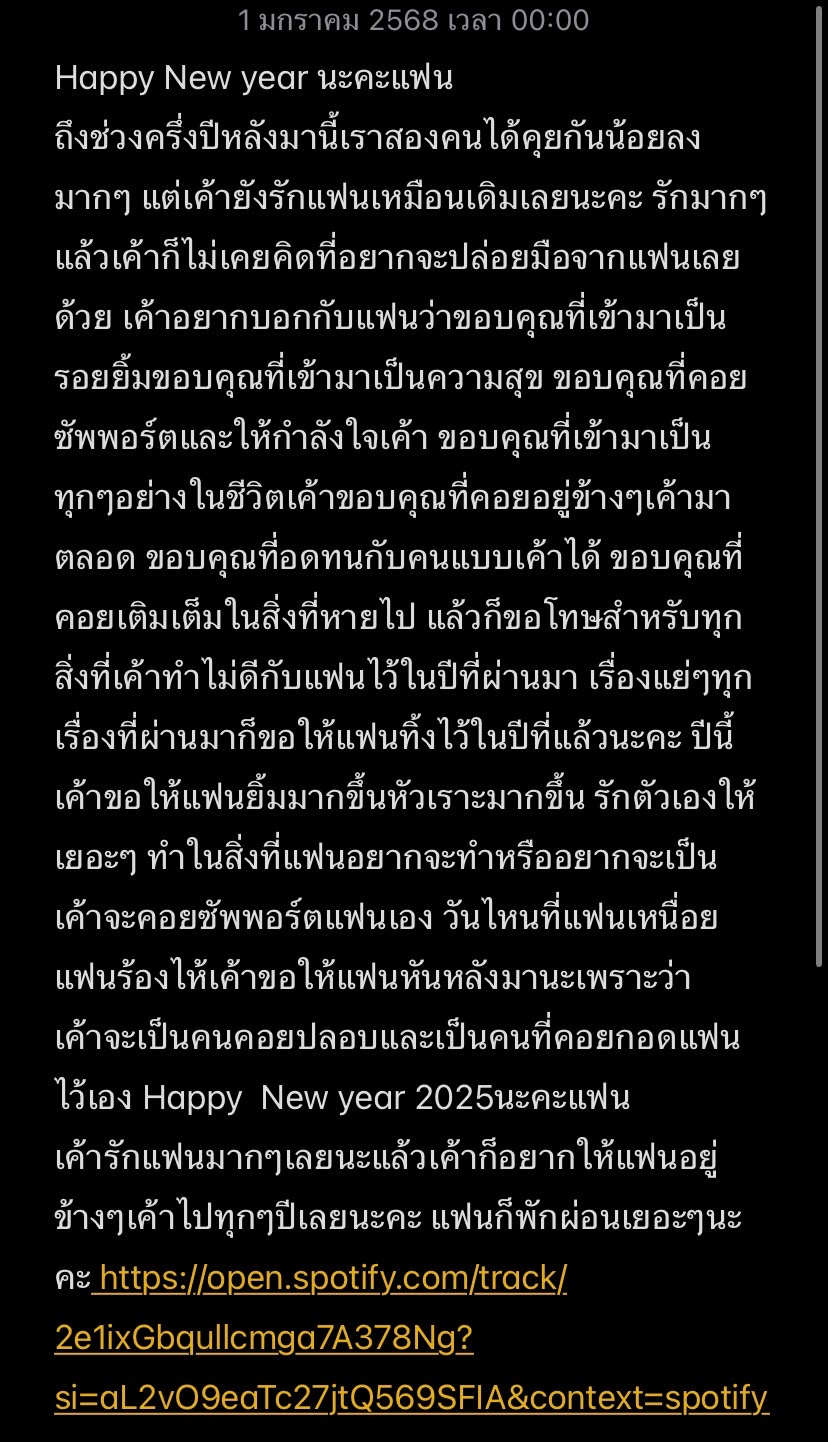 1 มกราคม 2568 เวลา 00:00
Happy New year นะคะแฟน
ถึงช่วงครึ่งปีหลังมานี้เราสองคนได้คุยกันน้อยลง
มากๆ แต่เค้ายังรักแฟนเหมือนเดิมเลยนะคะ รักมากๆ
แล้วเค้าก็ไม่เคยคิดที่อยากจะปล่อยมือจากแฟนเลย
ด้วย เค้าอยากบอกกับแฟนว่าขอบคุณที่เข้ามาเป็น
รอยยิ้มขอบคุณที่เข้ามาเป็นความสุข ขอบคุณที่คอย
ซัพพอร์ตและให้กำลังใจเค้า ขอบคุณที่เข้ามาเป็น
ทุกๆอย่างในชีวิตเค้าขอบคุณที่คอยอยู่ข้างๆเค้ามา
ตลอด ขอบคุณที่อดทนกับคนแบบเค้าได้ ขอบคุณที่
คอยเติมเต็มในสิ่งที่หายไป แล้วก็ขอโทษสำหรับทุก
สิ่งที่เค้าทำไม่ดีกับแฟนไว้ในปีที่ผ่านมา เรื่องแย่ๆทุก
เรื่องที่ผ่านมาก็ขอให้แฟนทิ้งไว้ในปีที่แล้วนะคะ ปีนี้
เค้าขอให้แฟนยิ้มมากขึ้นหัวเราะมากขึ้น รักตัวเองให้
เยอะๆ ทำในสิ่งที่แฟนอยากจะทำหรืออยากจะเป็น
เค้าจะคอยซัพพอร์ตแฟนเอง วันไหนที่แฟนเหนื่อย
แฟนร้องไห้เค้าขอให้แฟนหันหลังมานะเพราะว่า
เค้าจะเป็นคนคอยปลอบและเป็นคนที่คอยกอดแฟน
ไว้เอง Happy  New year 2025นะคะแฟน
เค้ารักแฟนมากๆเลยนะแล้วเค้าก็อยากให้แฟนอยู่
ข้างๆเค้าไปทุกๆปีเลยนะคะ แฟนก็พักผ่อนเยอะๆนะ
คะ https://open.spotify.com/track/
2e1ixGbqullcmga7A378Ng?
si=aL2vO9eaTc27jtQ569SFIA&context=spotify